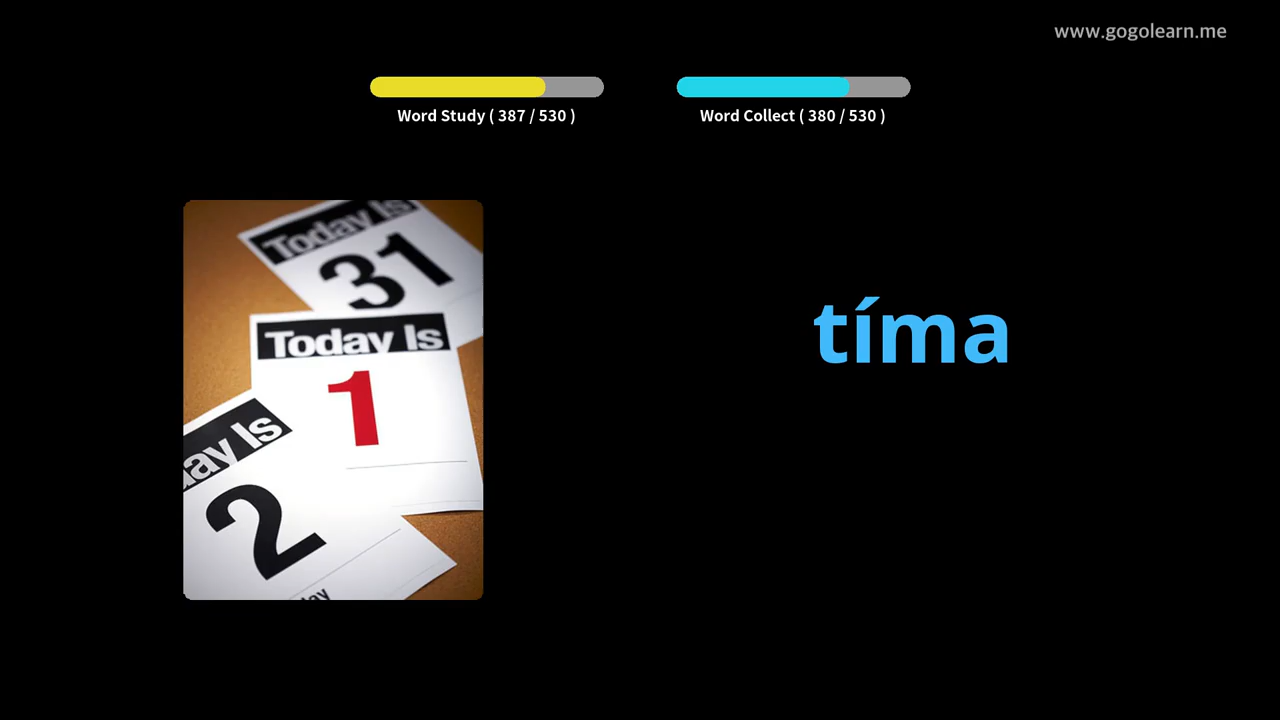 www.gogolearn.me
Word Study ( 387 / 530 )
Word Collect ( 380 / 530 )
Today Is
31
Today Is
1
ay Is
2
tíma